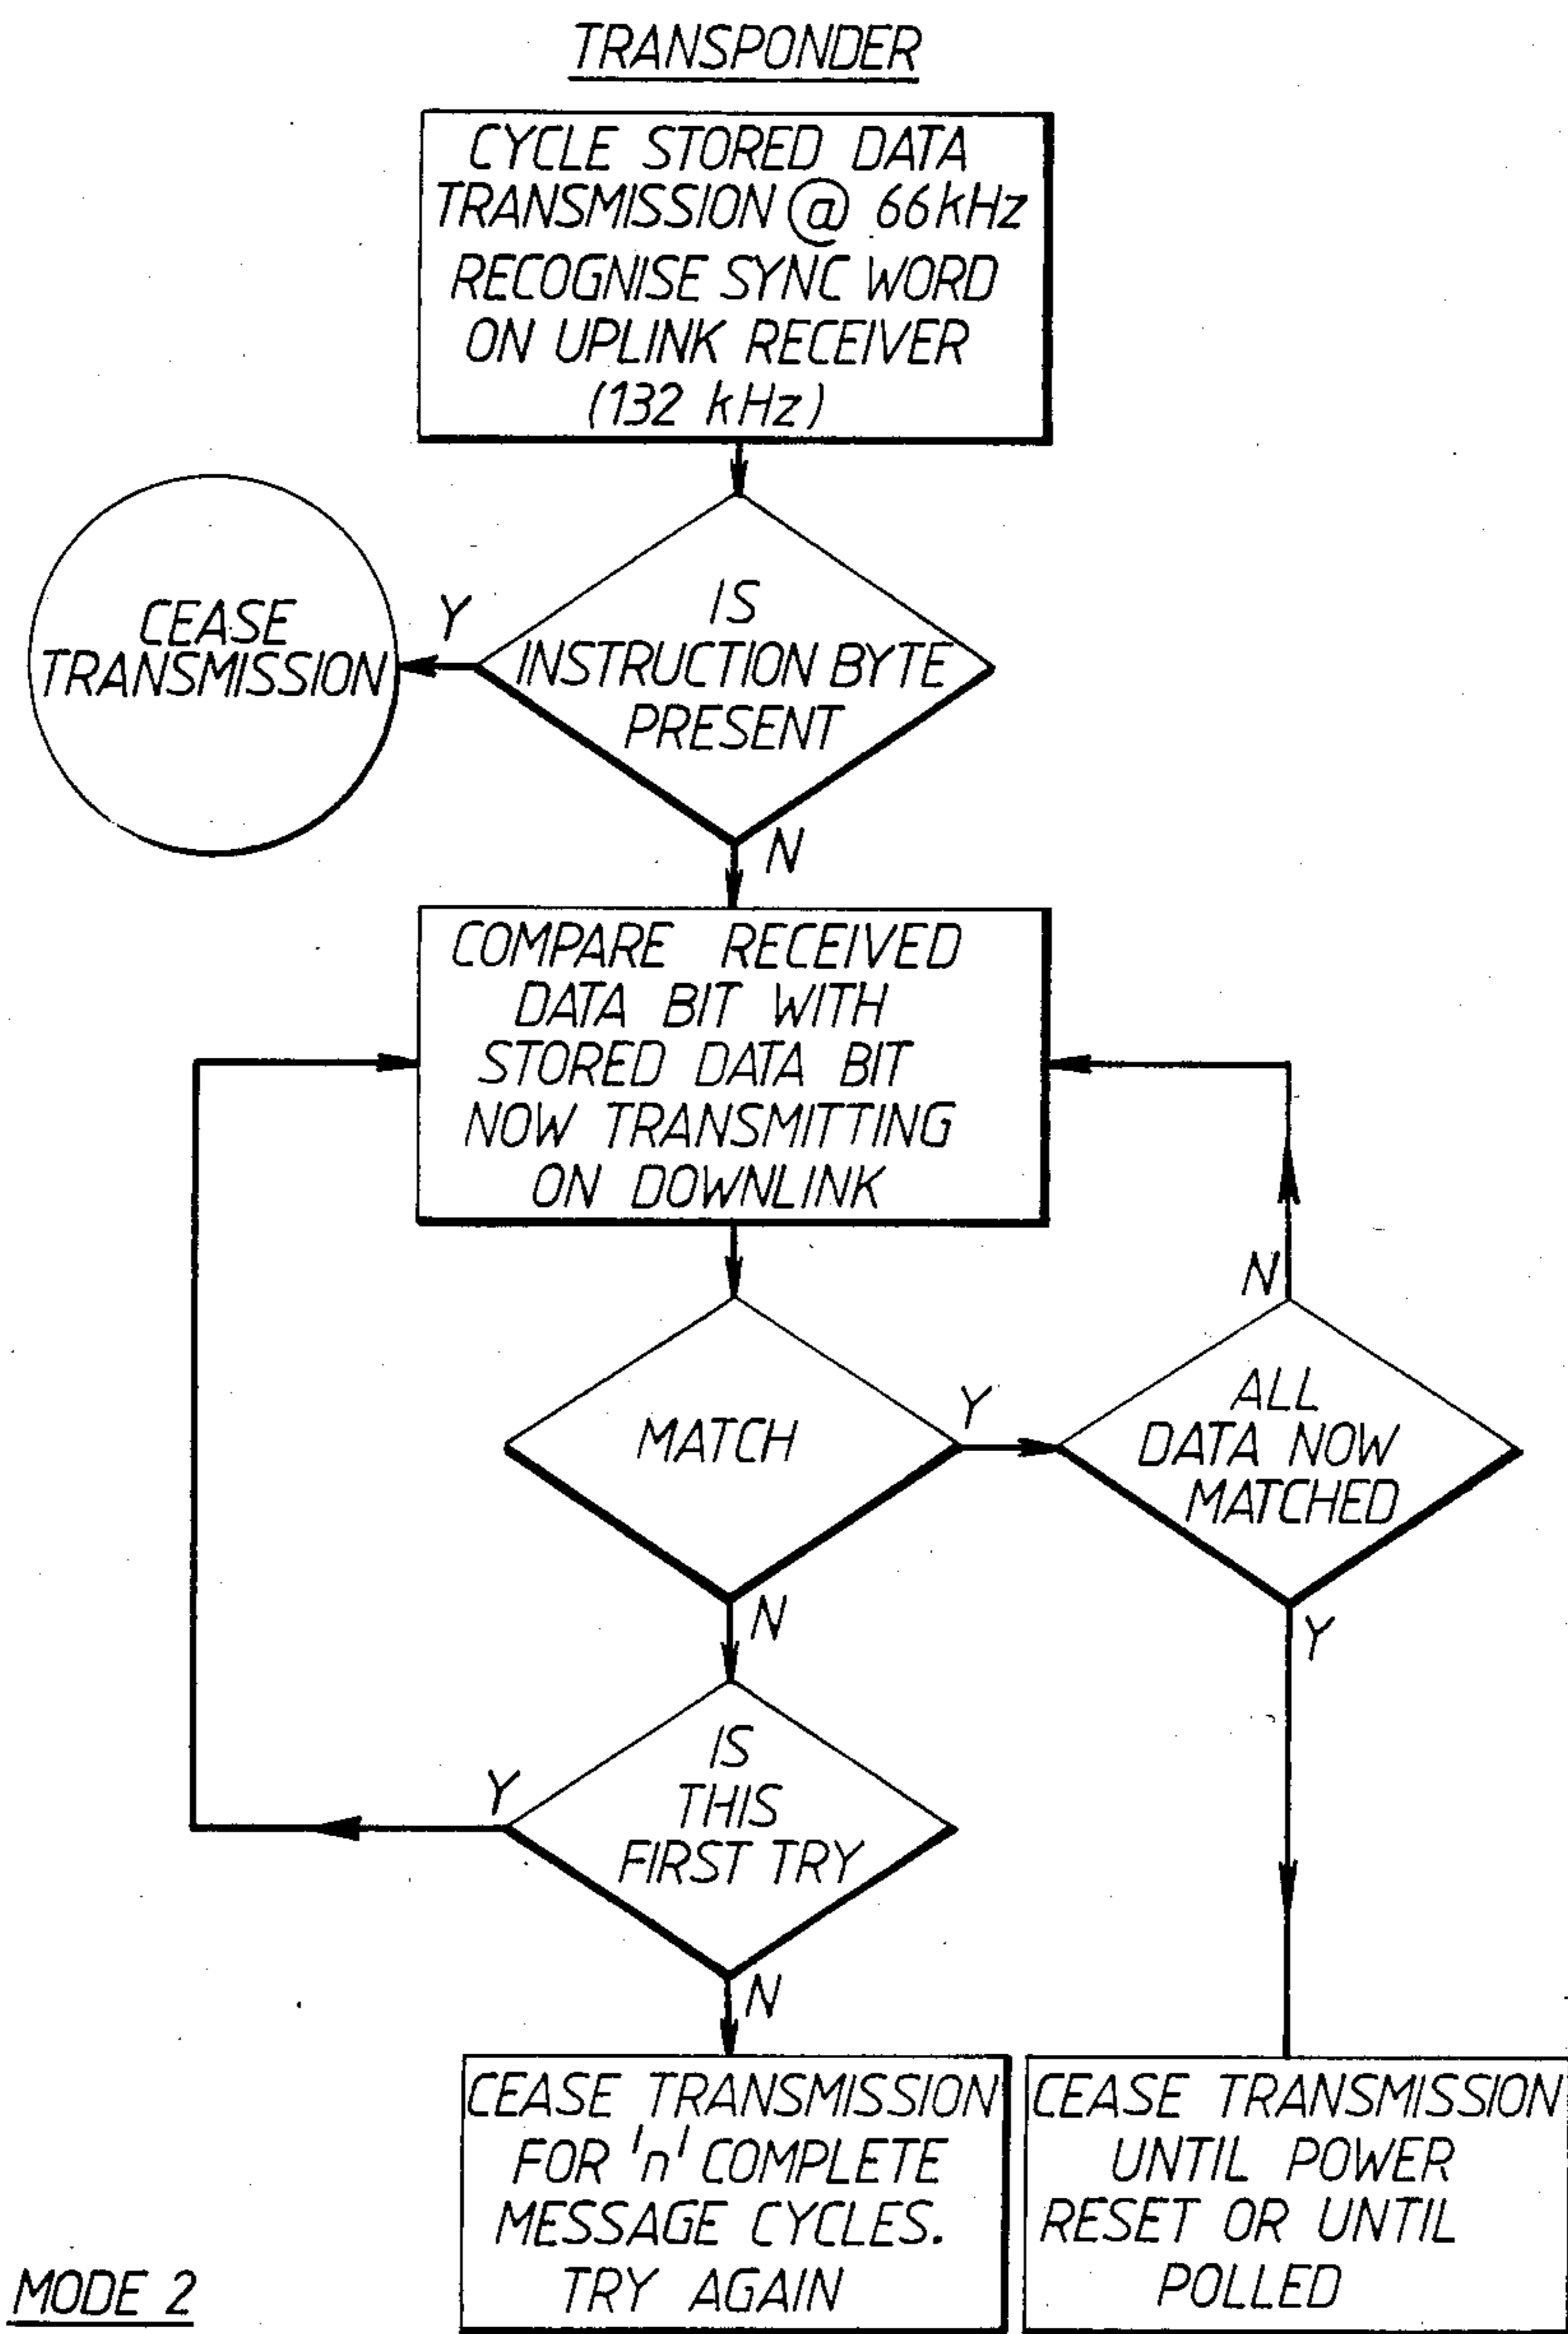 TRANSPONDER
CYCLE STORED DATA
TRANSMISSION @ 66kHz
RECOGNISE SYNC WORD
ON UPLINK RECEIVER
(132 kHz)
IS
INSTRUCTION BYTE
PRESENT
Y
CEASE
TRANSMISSION
N
COMPARE RECEIVED
DATA BIT WITH
STORED DATA BIT
NOW TRANSMITTING
ON DOWNLINK
MATCH
Y
N
ALL
DATA NOW
MATCHED
N
Y
IS
THIS
FIRST TRY
Y
N
CEASE TRANSMISSION
FOR 'n' COMPLETE
MESSAGE CYCLES.
TRY AGAIN
CEASE TRANSMISSION
UNTIL POWER
RESET OR UNTIL
POLLED
MODE 2